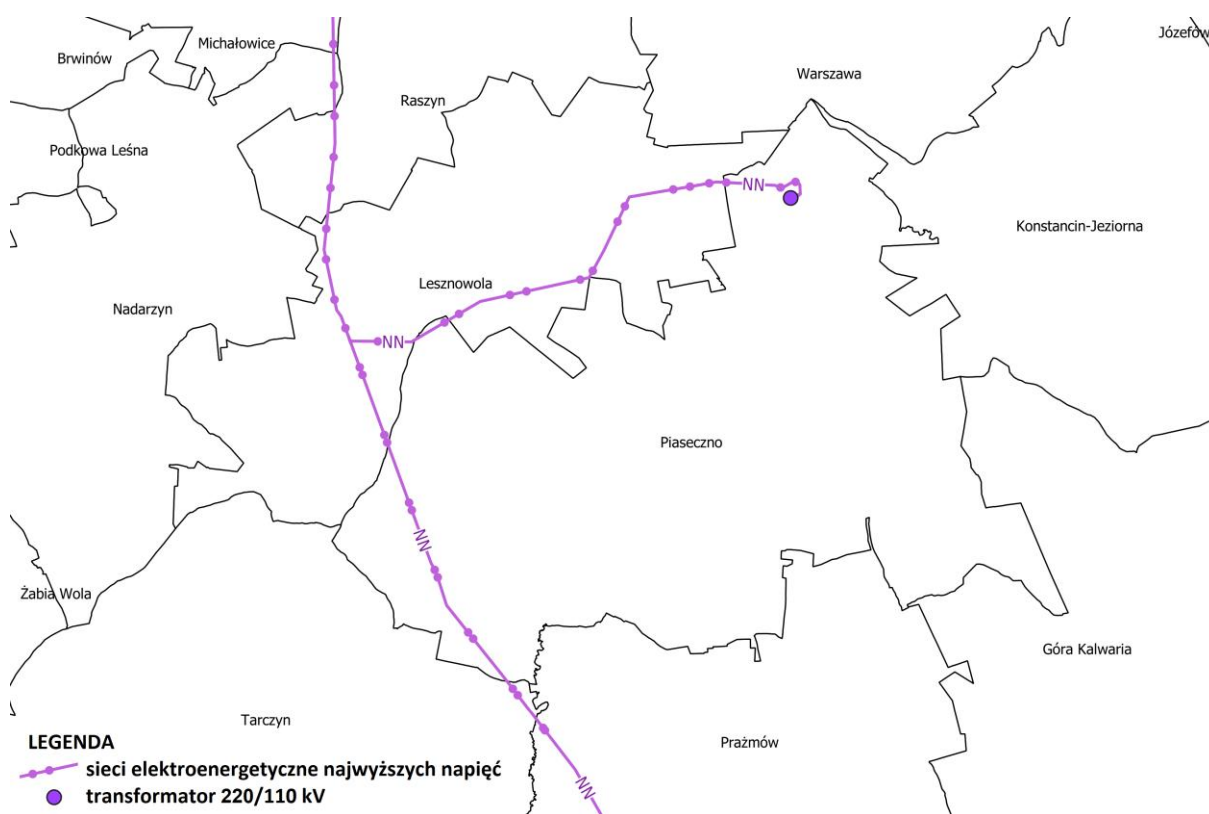 Józefów
Michałowice
Brwinów
Warszawa
Raszyn
Podkowa Leśna
NN
Konstancin-Jeziorna
Lesznowola
Nadarzyn
NN
Piaseczno
NN
Żabia Wola
Góra Kalwaria
Tarczyn
Prażmów
LEGENDA
sieci elektroenergetyczne najwyższych napięć
NN
transformator 220/110 kV